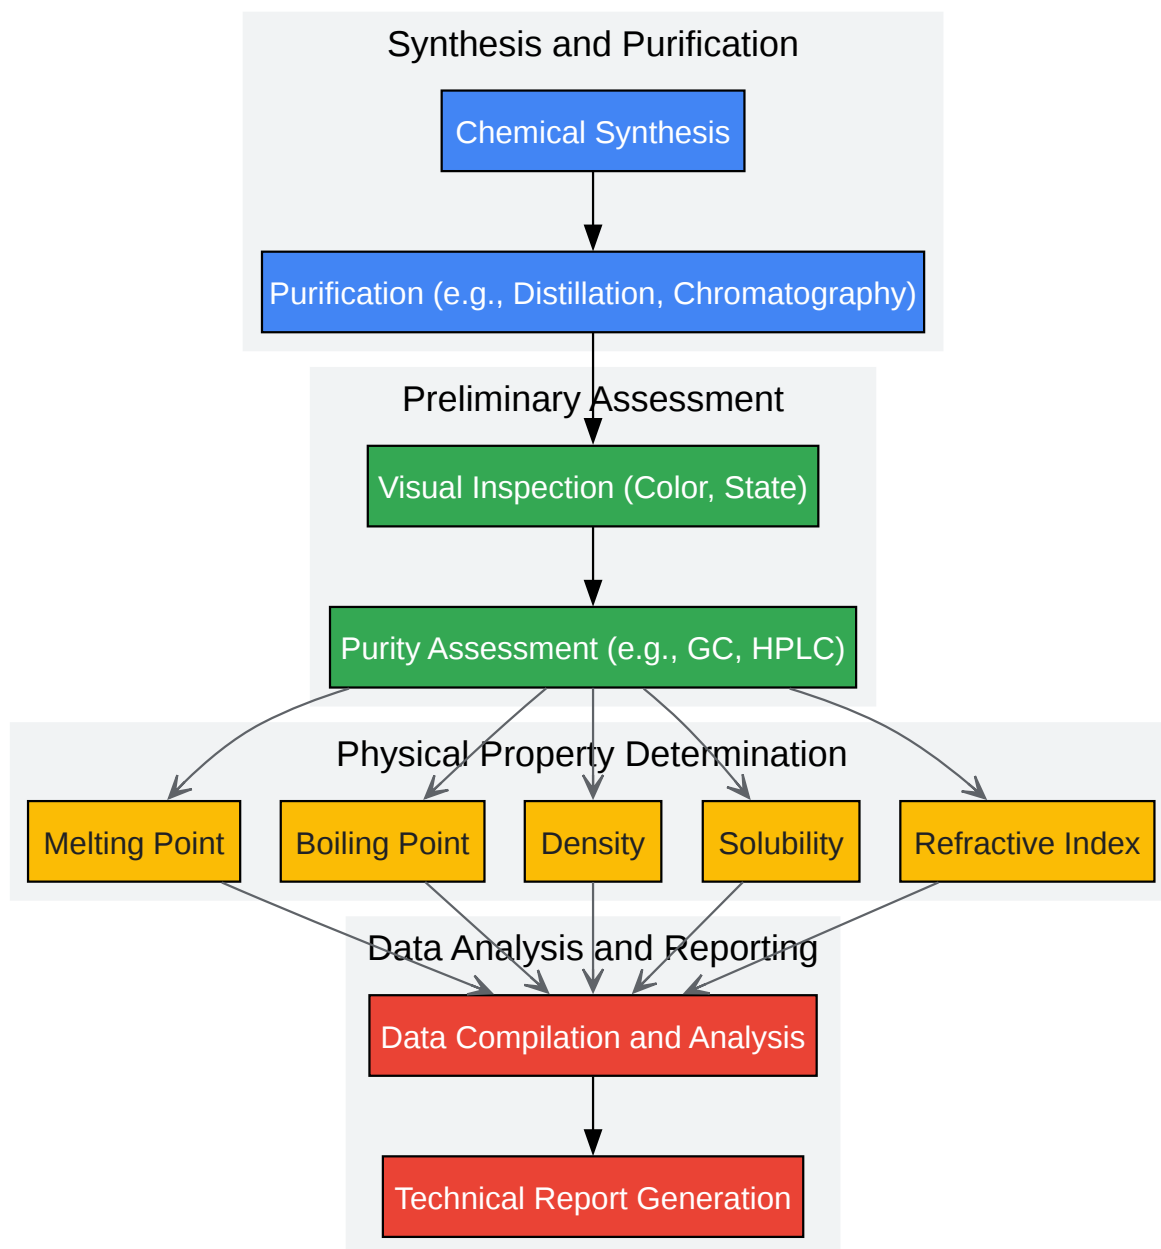 Synthesis and Purification
Chemical Synthesis
Purification (e.g., Distillation, Chromatography)
Preliminary Assessment
Visual Inspection (Color, State)
Purity Assessment (e.g., GC, HPLC)
Physical Property Determination
Melting Point
Boiling Point
Density
Solubility
Refractive Index
Data Analysis and Reporting
Data Compilation and Analysis
Technical Report Generation